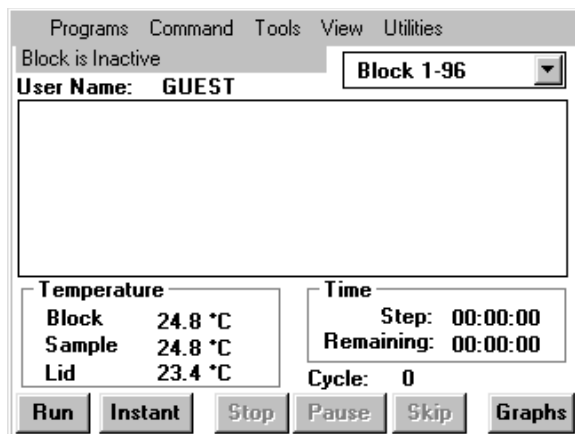 Programs Command Tools View Utilities
Block is Inactive
Block 1-96
User Name: GUEST
Temperature
Block 24.8 °C
Sample 24.8 °C
Lid 23.4 °C
Time
Step: 00:00:00
Remaining: 00:00:00
Cycle: 0
Run Instant Stop Pause Skip Graphs